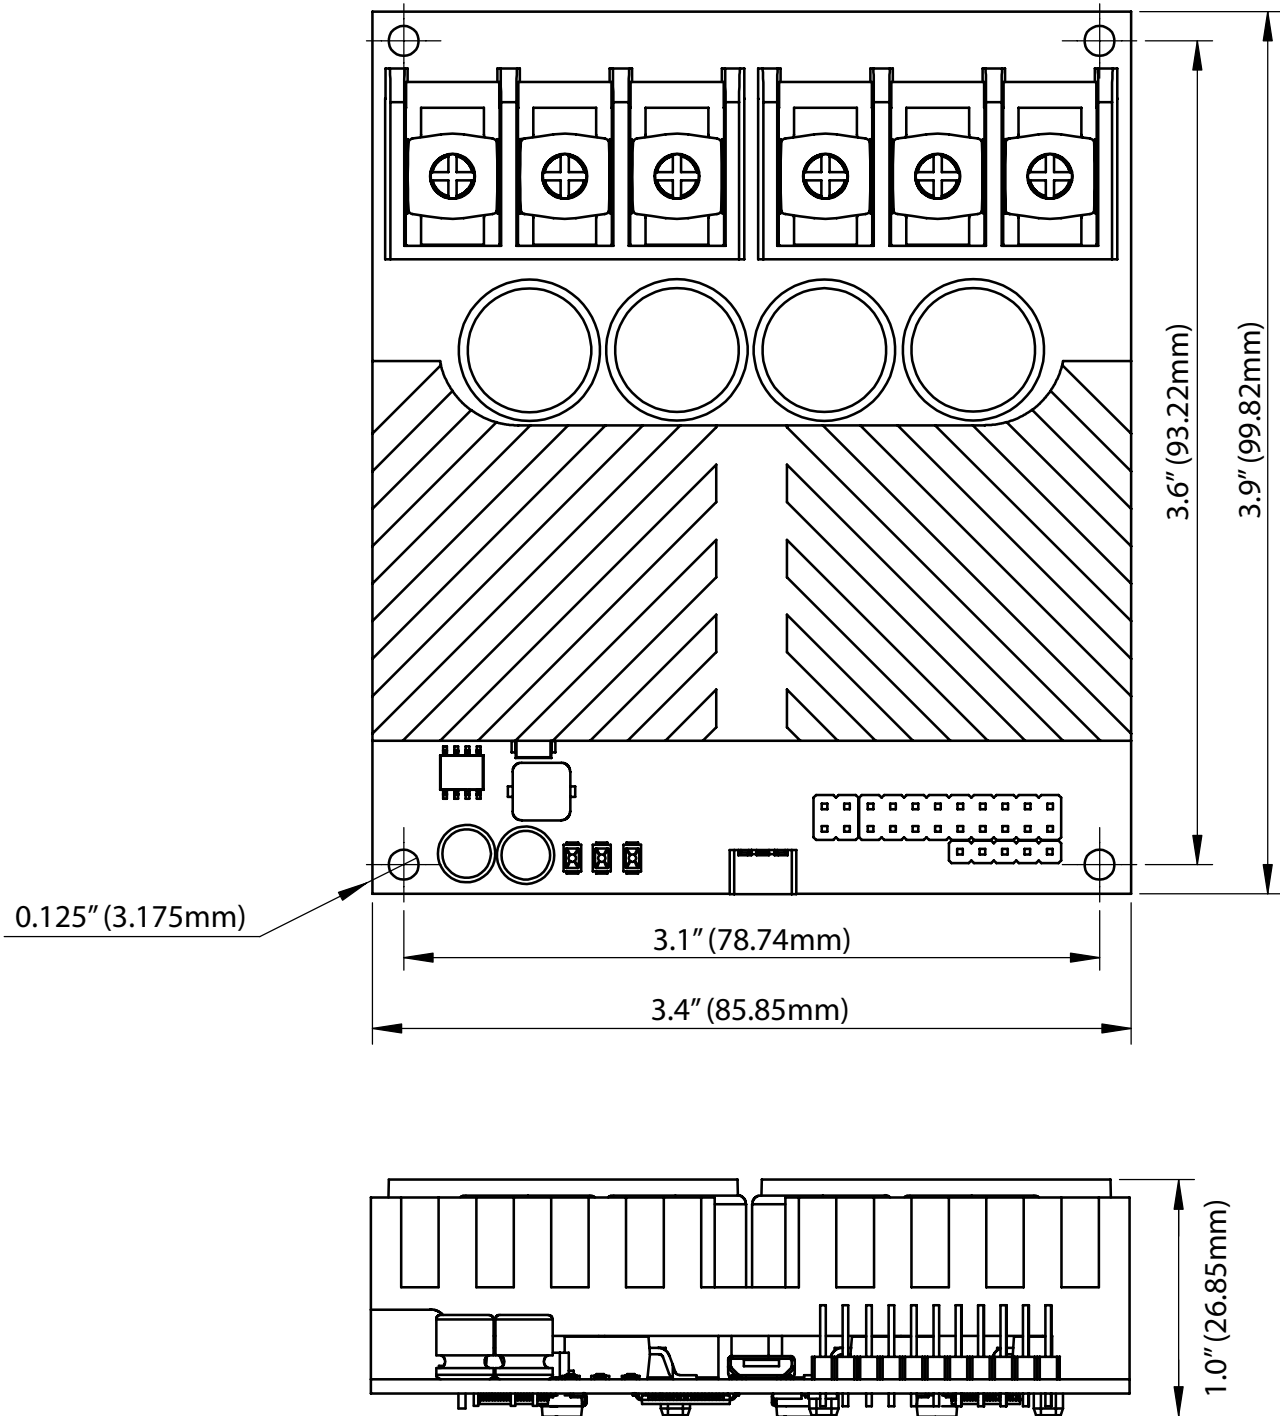 3.6″ (93.22mm)
3.9″ (99.82mm)
0.125″ (3.175mm)
3.1″ (78.74mm)
3.4″ (85.85mm)
1.0″ (26.85mm)